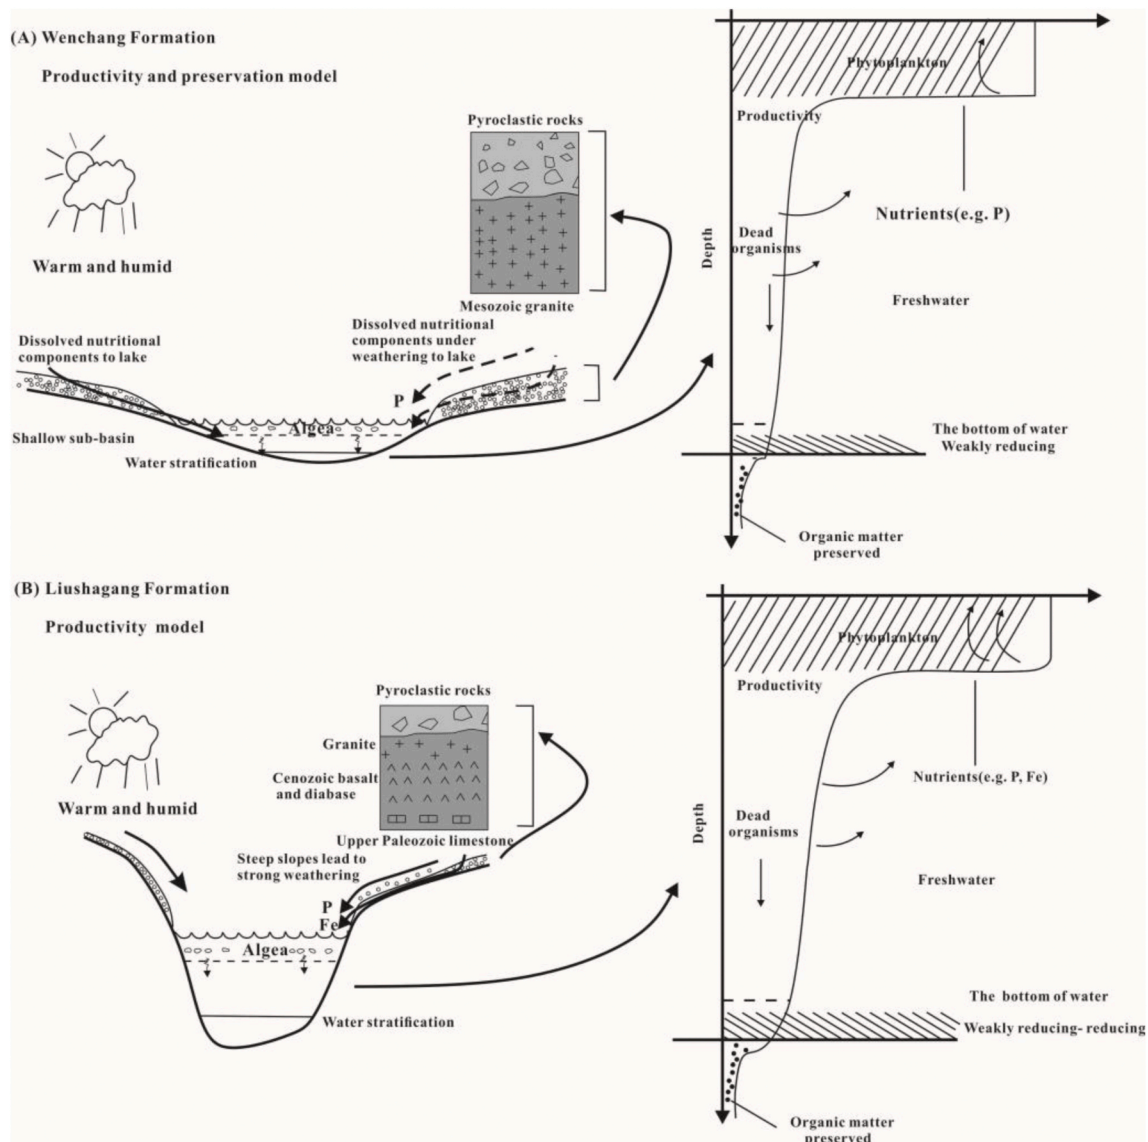 (A) Wenchang Formation
Productivity and preservation model
Warm and humid
Pyroclastic rocks
Mesozoic granite
Dissolved nutritional
components to lake
Dissolved nutritional
components under
weathering to lake
P
Algea
Shallow sub-basin
Water stratification
Phytoplankton
Productivity
Nutrients(e.g. P)
Depth
Dead
organisms
Freshwater
The bottom of water
Weakly reducing
Organic matter
preserved
(B) Liushagang Formation
Productivity model
Warm and humid
Pyroclastic rocks
Granite
Cenozoic basalt
and diabase
Upper Paleozoic limestone
Steep slopes lead to
strong weathering
P
Fe
Algea
Water stratification
Phytoplankton
Productivity
Nutrients(e.g. P, Fe)
Depth
Dead
organisms
Freshwater
The bottom of water
Weakly reducing- reducing
Organic matter
preserved